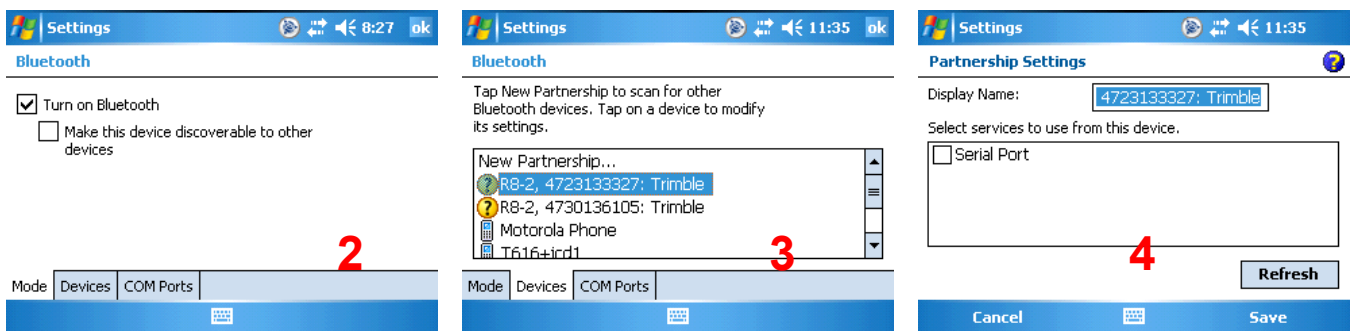 Settings 8:27 ok
Bluetooth
Turn on Bluetooth
Make this device discoverable to other
devices
2
Mode Devices COM Ports
Settings 11:35 ok
Bluetooth
Tap New Partnership to scan for other
Bluetooth devices. Tap on a device to modify
its settings.
New Partnership...
R8-2, 4723133327: Trimble
R8-2, 4730136105: Trimble
Motorola Phone
T616+jcd1
3
Mode Devices COM Ports
Settings 11:35
Partnership Settings
Display Name: 4723133327: Trimble
Select services to use from this device.
Serial Port
4
Refresh
Cancel Save